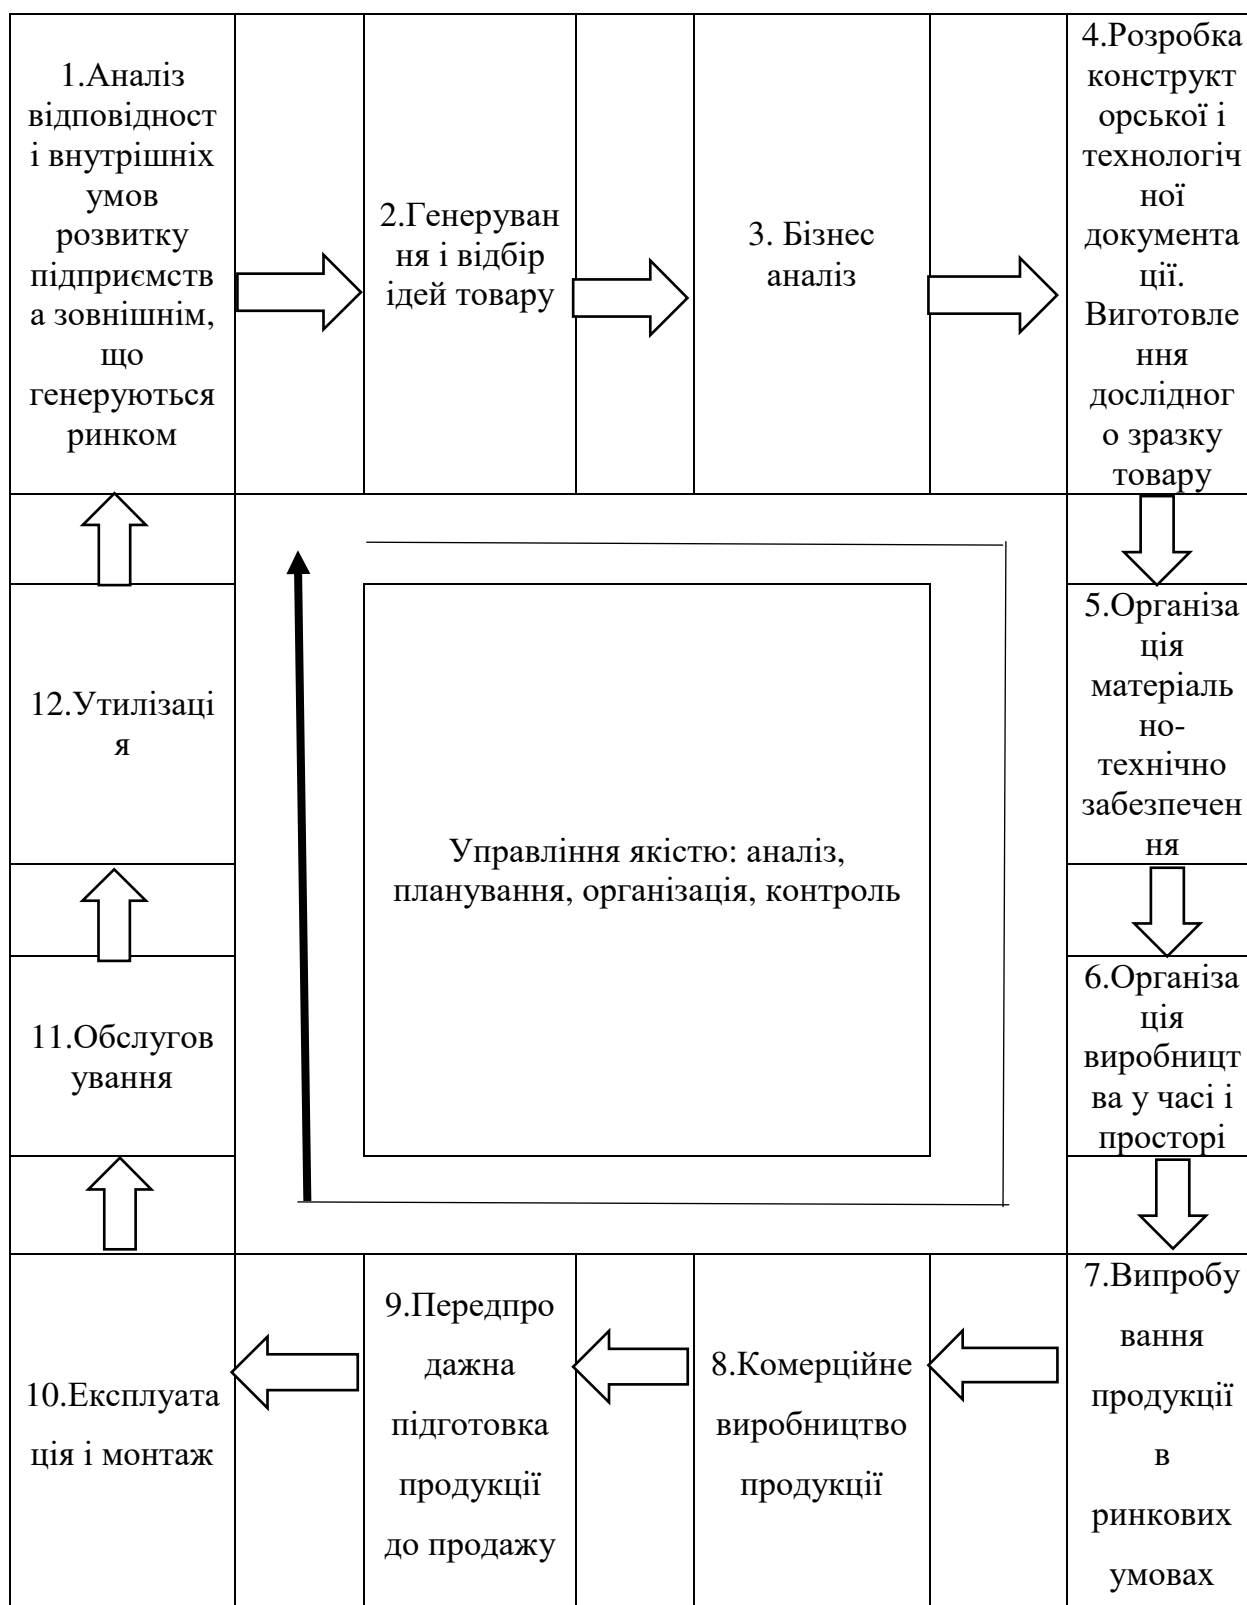 1.Аналіз
відповідност
і внутрішніх
умов
розвитку
підприємств
а зовнішнім,
що
генеруються
ринком
2.Генеруван
ня і відбір
ідей товару
3. Бізнес
аналіз
4.Розробка
конструкт
орської і
технологіч
ної
документа
ції.
Виготовле
ння
дослідног
о зразку
товару
5.Організа
ція
матеріаль
но-
технічно
забезпечен
ня
6.Організа
ція
виробницт
ва у часі і
просторі
7.Випробу
вання
продукції
в
ринкових
умовах
8.Комерційне
виробництво
продукції
9.Передпро
дажна
підготовка
продукції
до продажу
10.Експлуата
ція і монтаж
11.Обслугов
ування
12.Утилізаці
я
Управління якістю: аналіз,
планування, організація, контроль